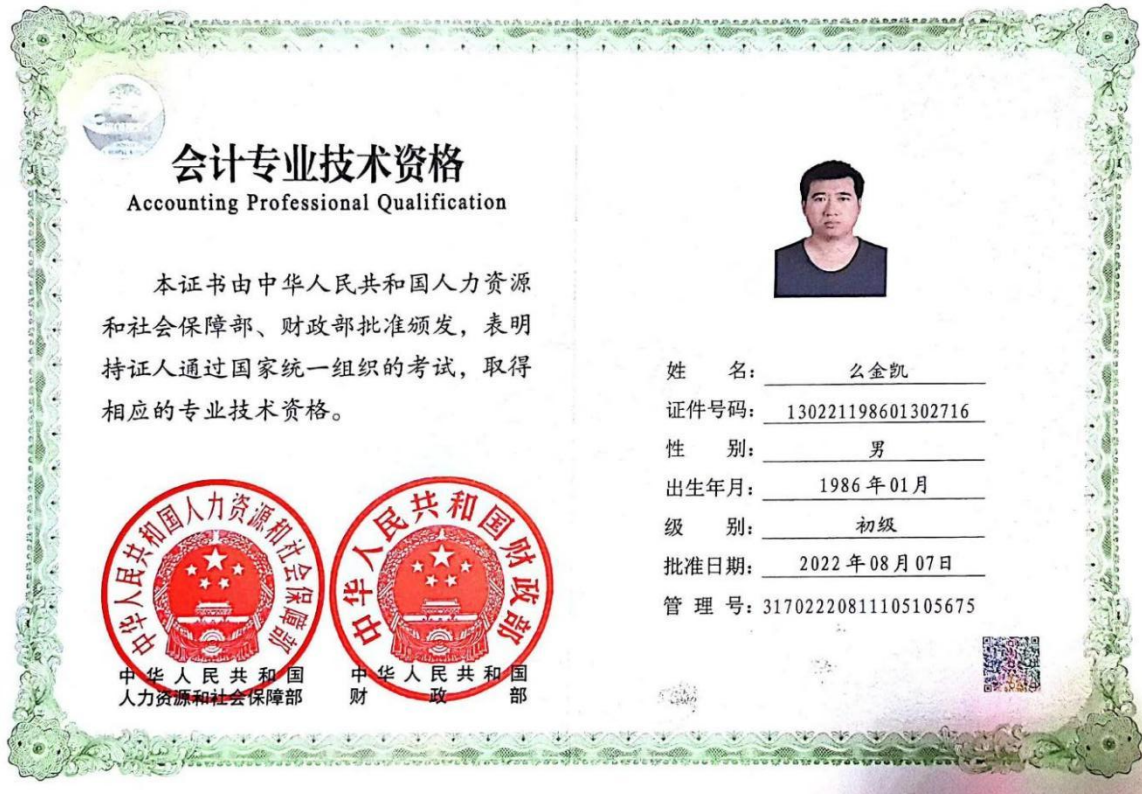 会计专业技术资格
Accounting Professional Qualification
本证书由中华人民共和国人力资源
和社会保障部、财政部批准颁发，表明
持证人通过国家统一组织的考试，取得
相应的专业技术资格。
中华人民共和国人力资源和社会保障部
中华人民共和国
人力资源和社会保障部
中华人民共和国财政部
中华人民共和国
财政部
姓 名： 么金凯
证件号码： 130221198601302716
性 别： 男
出生年月： 1986年01月
级 别： 初级
批准日期： 2022年08月07日
管 理 号： 31702220811105105675